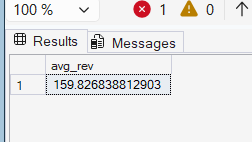 100 % 1 0
Results Messages
avg_rev
1 159.826838812903